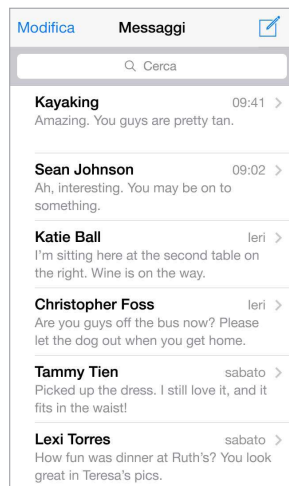 Modifica Messaggi
Cerca
Kayaking 09:41
Amazing. You guys are pretty tan.
Sean Johnson 09:02
Ah, interesting. You may be on to
something.
Katie Ball Ieri
I'm sitting here at the second table on
the right. Wine is on the way.
Christopher Foss Ieri
Are you guys off the bus now? Please
let the dog out when you get home.
Tammy Tien sabato
Picked up the dress. I still love it, and it
fits in the waist!
Lexi Torres sabato
How fun was dinner at Ruth's? You look
great in Teresa's pics.